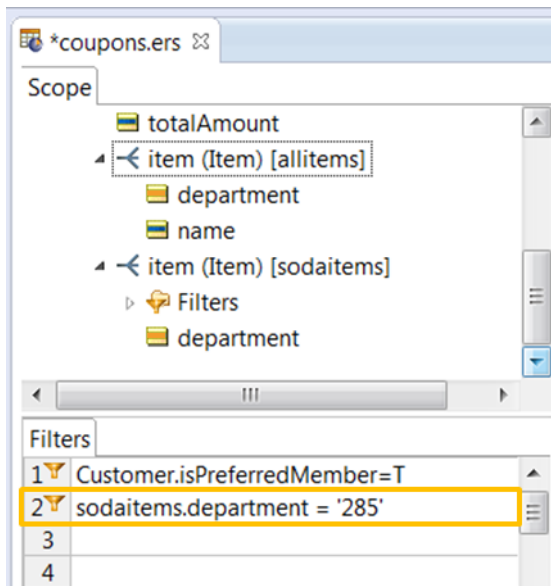 *coupons.ers
Scope
totalAmount
item (Item) [allitems]
department
name
item (Item) [sodaitems]
Filters
department
Filters
1 Customer.isPreferredMember=T
2 sodaitems.department = '285'
3
4